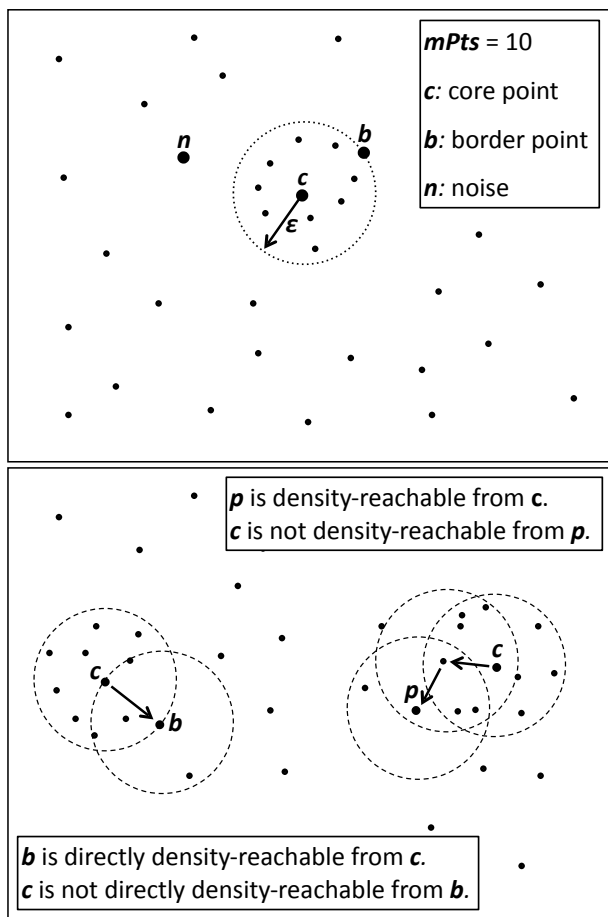 mPts = 10
c: core point
b: border point
n: noise
n
b
c
ε
p is density-reachable from c.
c is not density-reachable from p.
c
b
c
p
b is directly density-reachable from c.
c is not directly density-reachable from b.